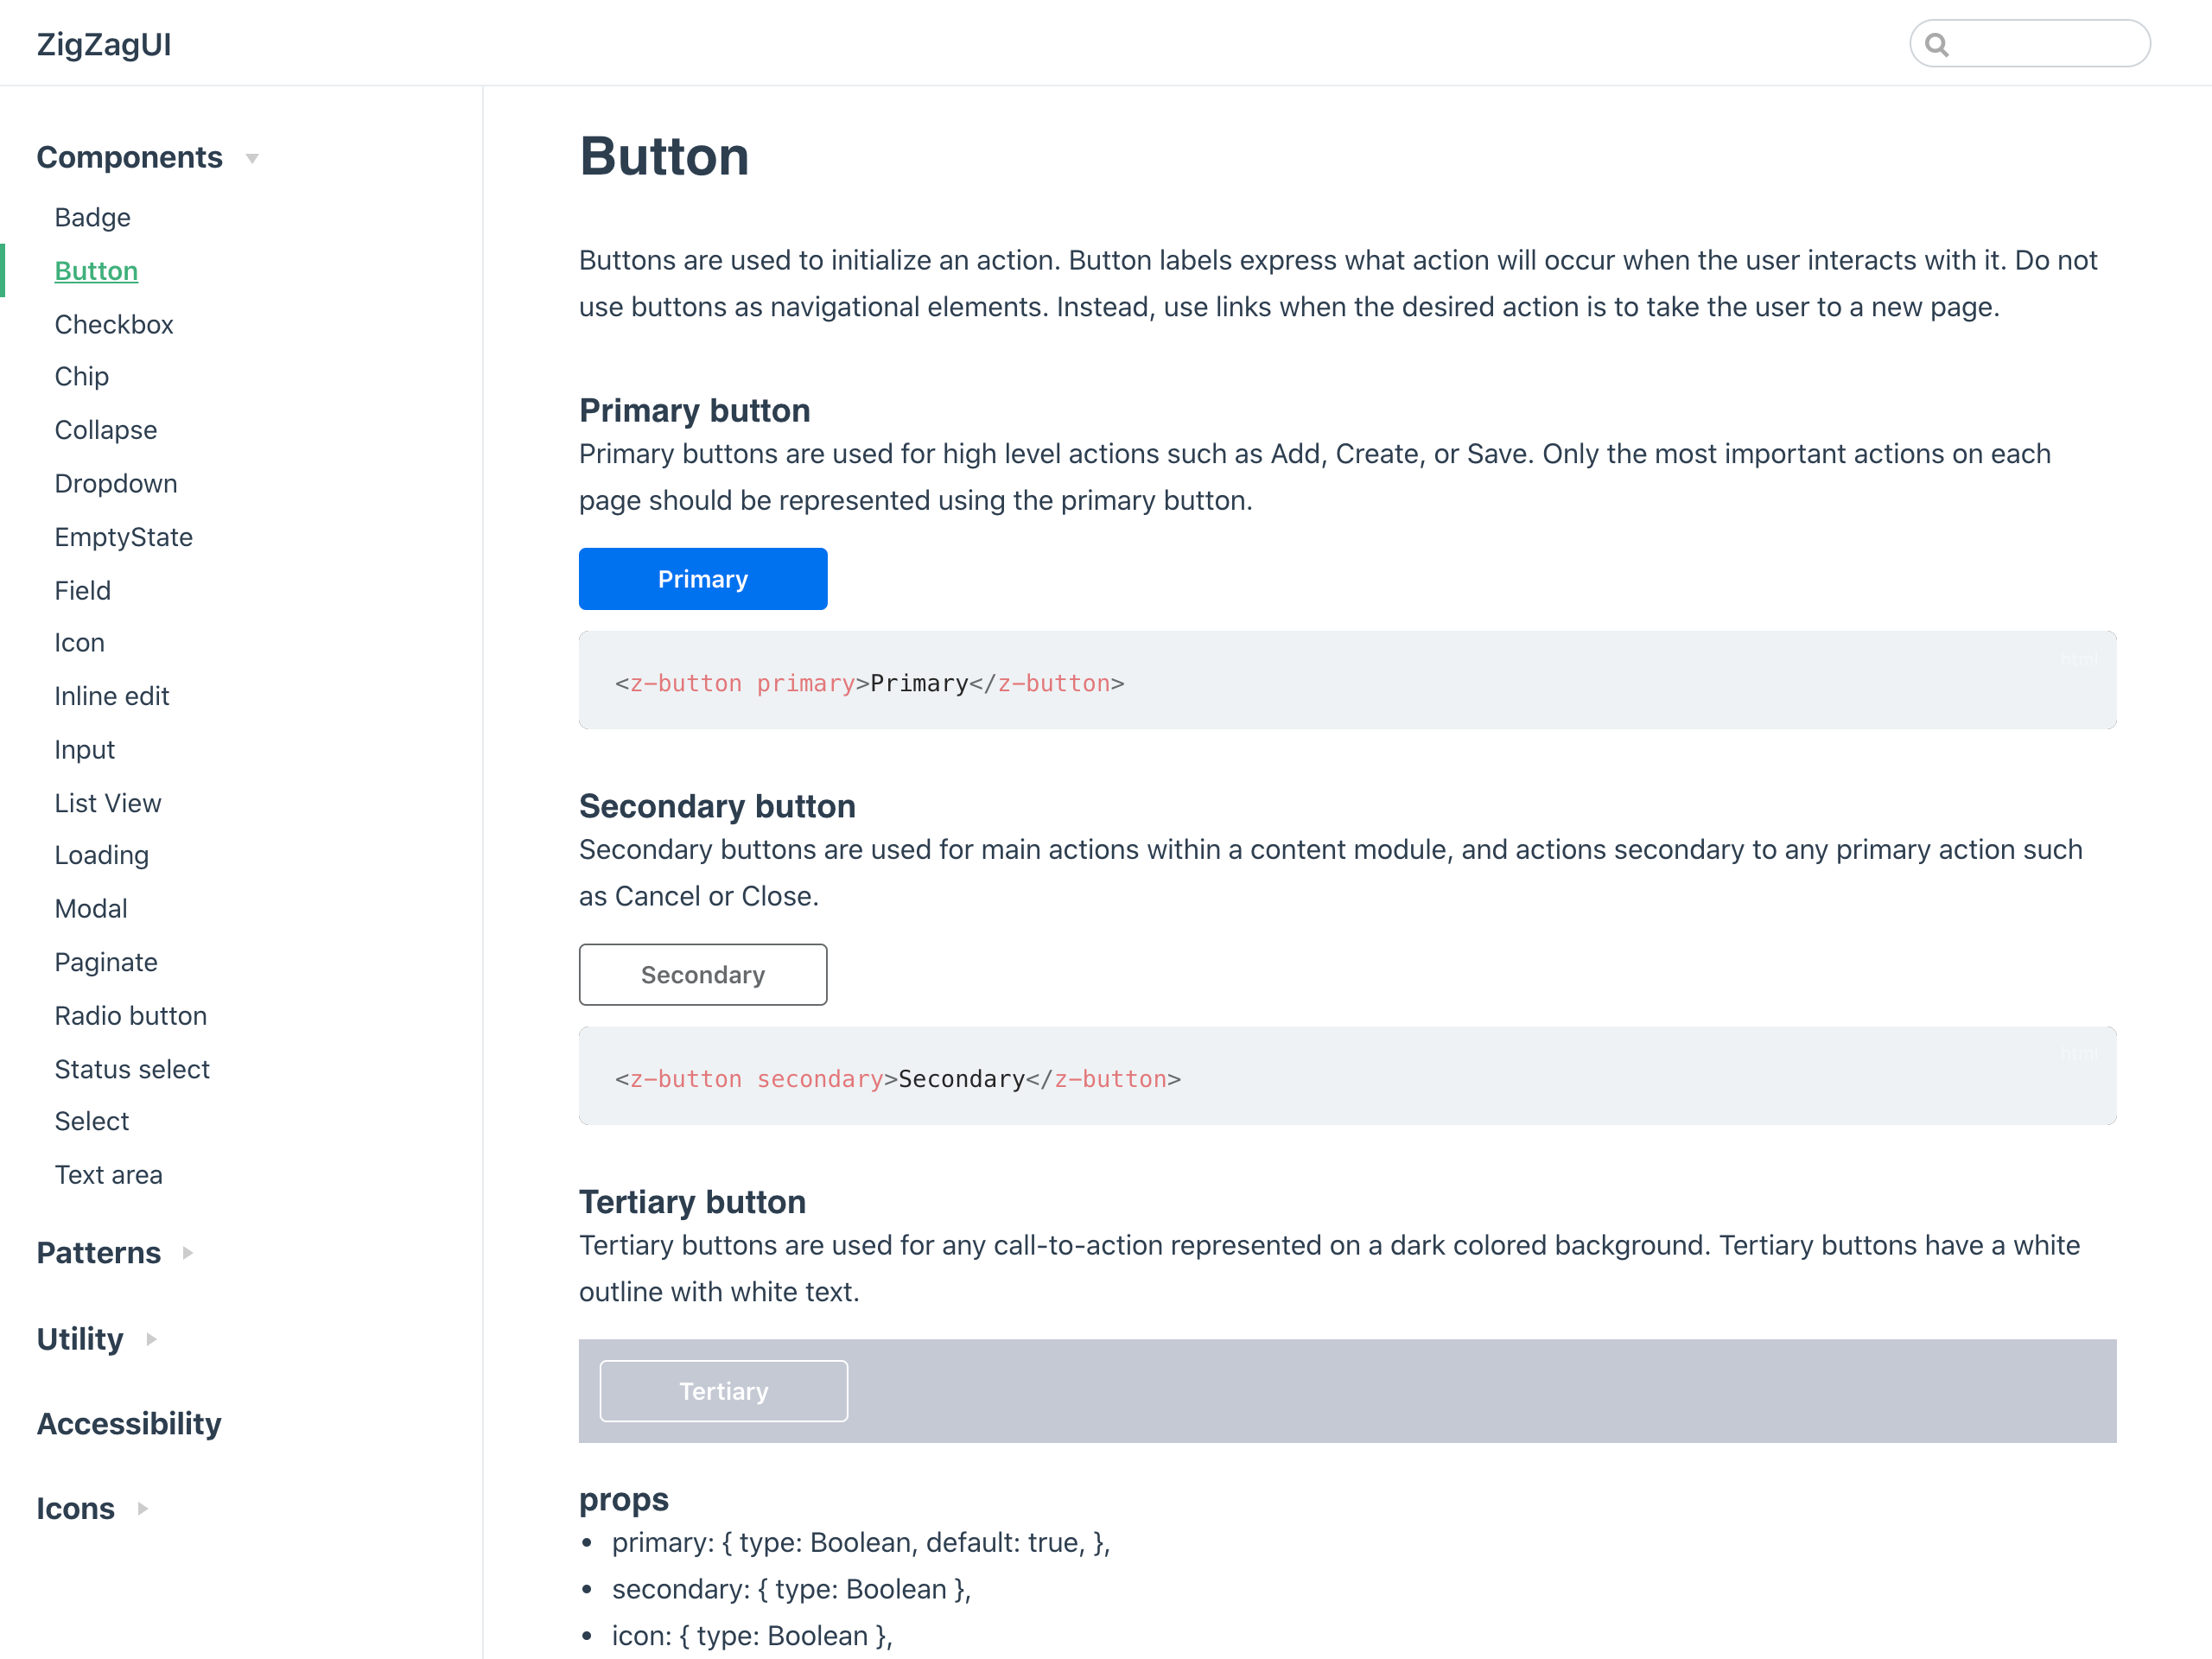 ZigZagUI
Components
Badge
Button
Checkbox
Chip
Collapse
Dropdown
EmptyState
Field
Icon
Inline edit
Input
List View
Loading
Modal
Paginate
Radio button
Status select
Select
Text area
Patterns
Utility
Accessibility
Icons
Button
Buttons are used to initialize an action. Button labels express what action will occur when the user interacts with it. Do not
use buttons as navigational elements. Instead, use links when the desired action is to take the user to a new page.
Primary button
Primary buttons are used for high level actions such as Add, Create, or Save. Only the most important actions on each
page should be represented using the primary button.
Primary
html
<z-button primary>Primary</z-button>
Secondary button
Secondary buttons are used for main actions within a content module, and actions secondary to any primary action such
as Cancel or Close.
Secondary
html
<z-button secondary>Secondary</z-button>
Tertiary button
Tertiary buttons are used for any call-to-action represented on a dark colored background. Tertiary buttons have a white
outline with white text.
Tertiary
props
• primary: { type: Boolean, default: true, },
• secondary: { type: Boolean },
• icon: { type: Boolean },